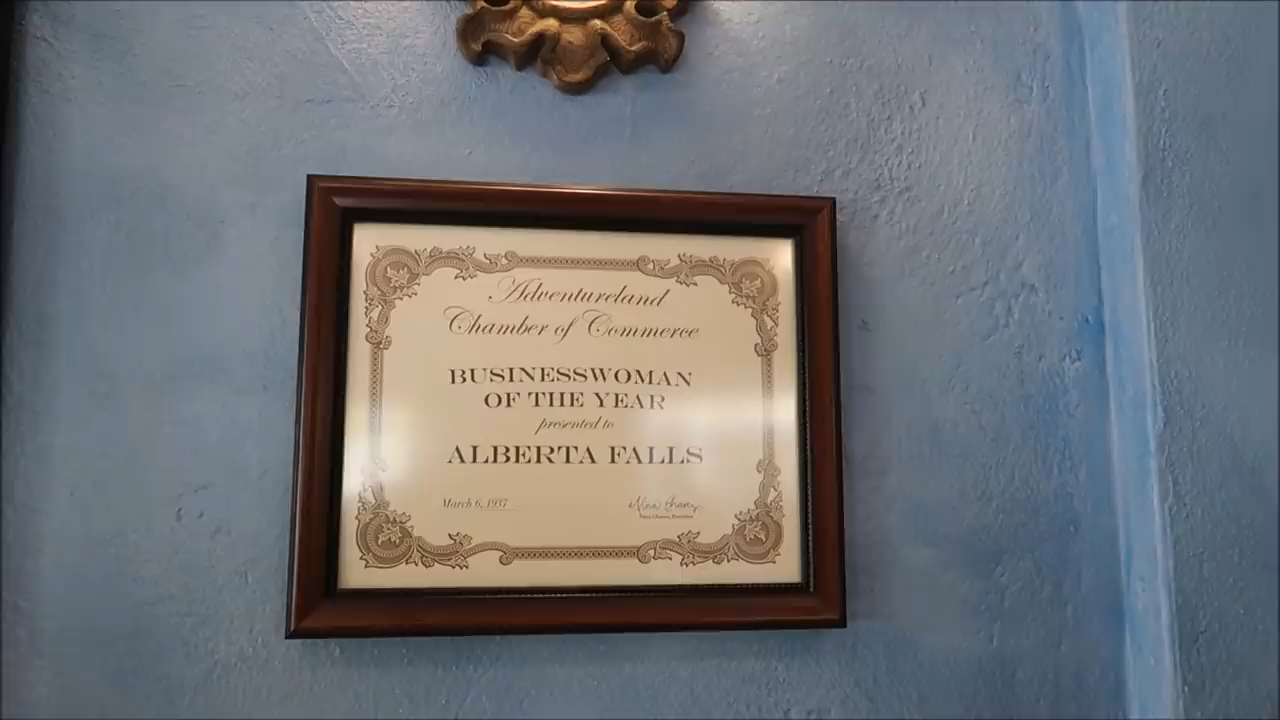 Adventureland
Chamber of Commerce
BUSINESSWOMAN
OF THE YEAR
presented to
ALBERTA FALLS
March 6, 1937